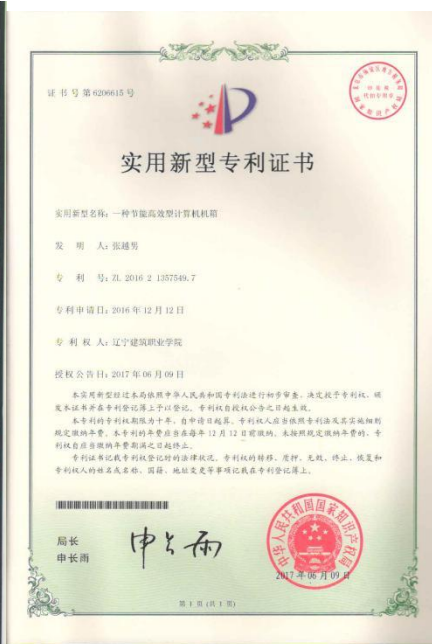 证书号第6206615号
实用新型专利证书
实用新型名称：一种节能高效型计算机机箱
发明人：张越男
专利号：ZL 2016 2 1357549.7
专利申请日：2016年12月12日
专利权人：辽宁建筑职业学院
授权公告日：2017年06月09日
本实用新型经过本局依照中华人民共和国专利法进行初步审查，决定授予专利权，颁
发本证书并在专利登记簿上予以登记。专利权自授权公告之日起生效。
本专利的专利权期限为十年，自申请日起算。专利权人应当依照专利法及其实施细则
规定缴纳年费。本专利的年费应当在每年12月12日前缴纳。未按照规定缴纳年费的，专
利权自应当缴纳年费期满之日起终止。
专利证书记载专利权登记时的法律状况。专利权的转移、质押、无效、终止、恢复和
专利权人的姓名或名称、国籍、地址变更等事项记载在专利登记簿上。
局长
申长雨
申长雨
中华人民共和国国家知识产权局
2017年06月09日
第1页(共1页)